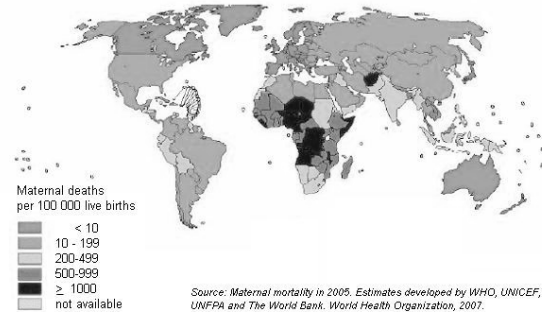 Maternal deaths
per 100 000 live births
< 10
10 - 199
200-499
500-999
≥ 1000
not available
Source: Maternal mortality in 2005. Estimates developed by WHO, UNICEF,
UNFPA and The World Bank. World Health Organization, 2007.